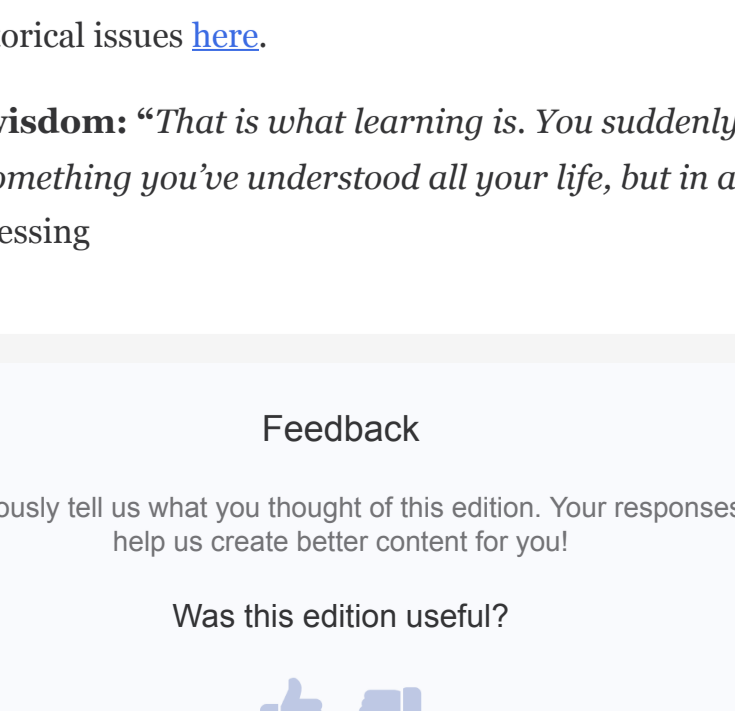 orical issues here.
wisdom: “That is what learning is. You suddenly
omething you’ve understood all your life, but in a
essing
Feedback
ously tell us what you thought of this edition. Your responses
help us create better content for you!
Was this edition useful?